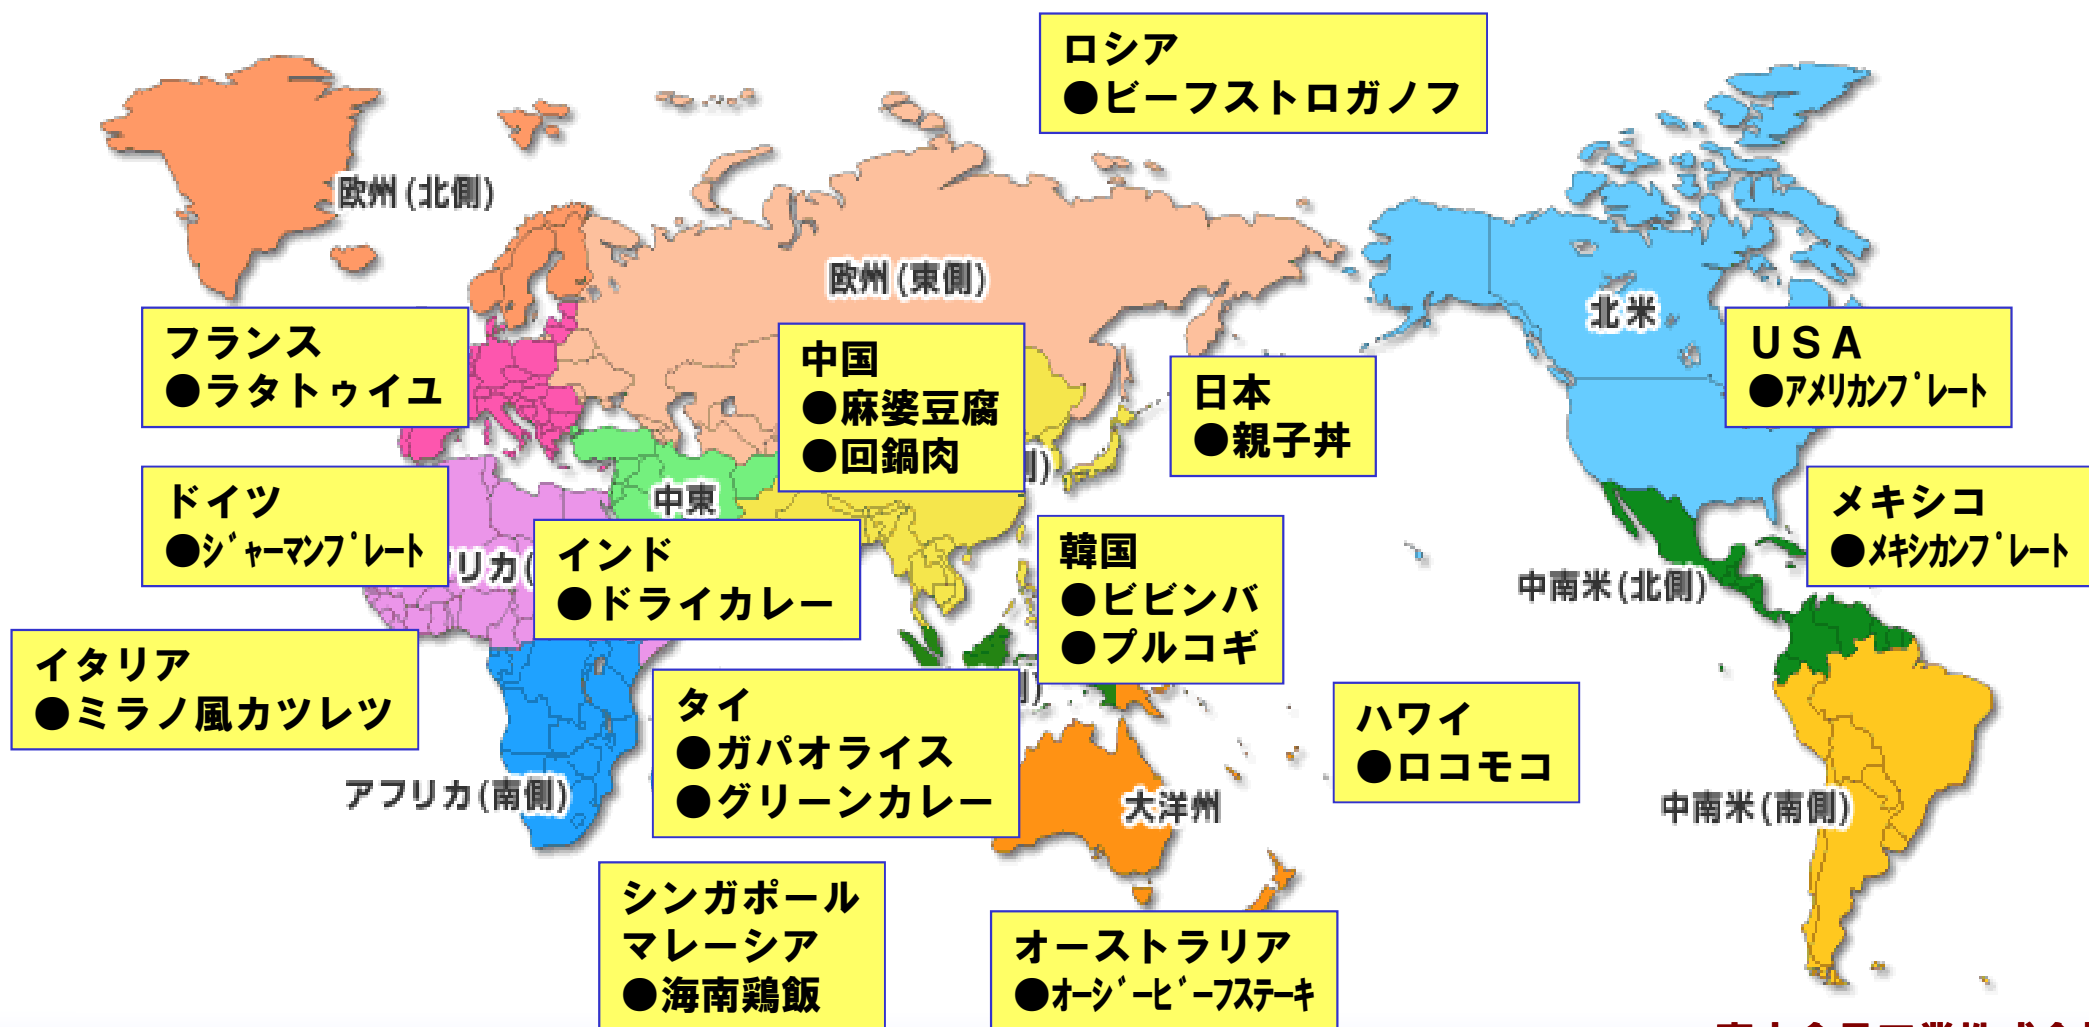 ロシア
●ビーフストロガノフ
欧州(北側)
欧州(東側)
北米
フランス
●ラタトゥイユ
中国
●麻婆豆腐
●回鍋肉
日本
●親子丼
USA
●アメリカンプレート
側)
ドイツ
●ジャーマンプレート
中東
リカ(
インド
●ドライカレー
韓国
●ビビンバ
●プルコギ
メキシコ
●メキシカンプレート
中南米(北側)
イタリア
●ミラノ風カツレツ
タイ
●ガパオライス
●グリーンカレー
ハワイ
●ロコモコ
アフリカ(南側)
大洋州
中南米(南側)
シンガポール
マレーシア
●海南鶏飯
オーストラリア
●オージービーフステーキ